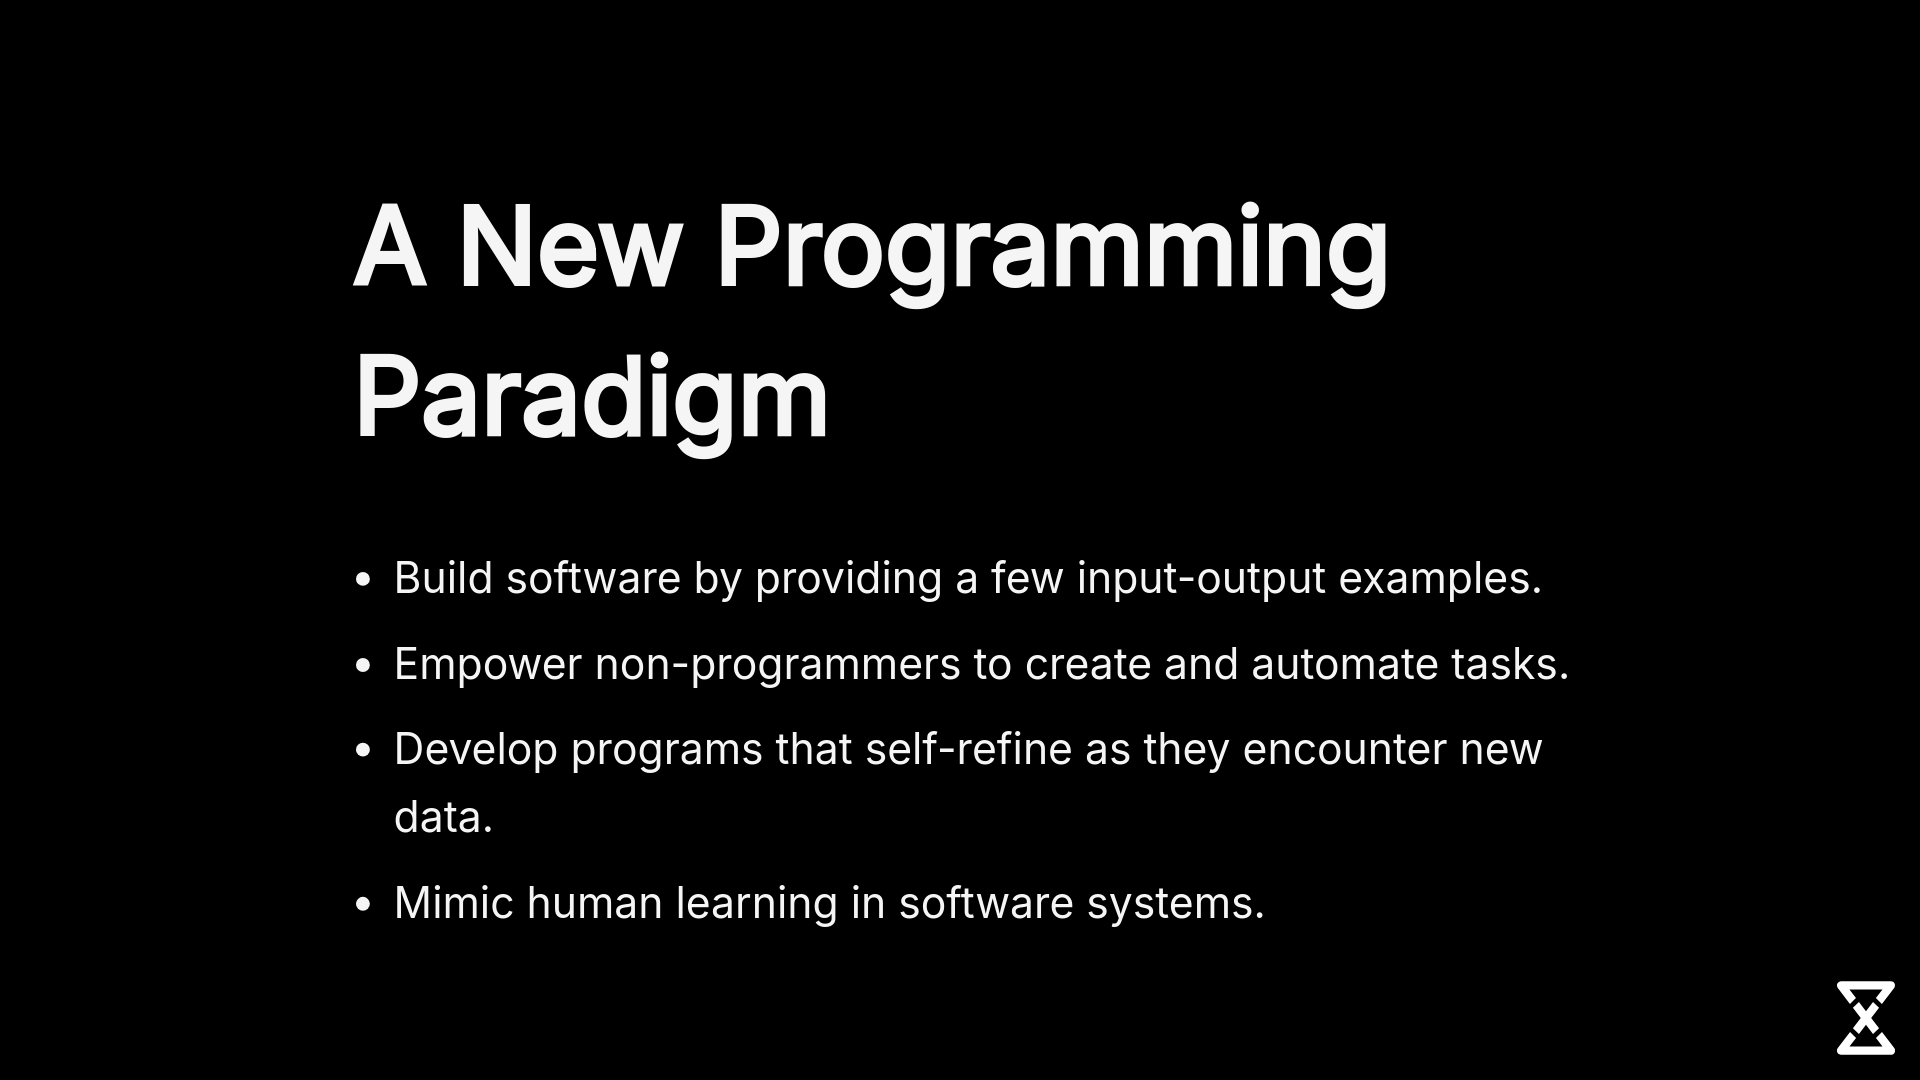 A New Programming
Paradigm
• Build software by providing a few input-output examples.
• Empower non-programmers to create and automate tasks.
• Develop programs that self-refine as they encounter new
data.
• Mimic human learning in software systems.